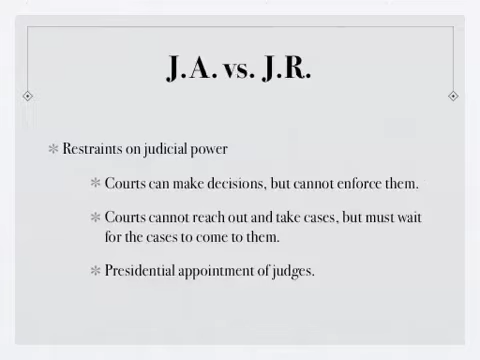 J.A. vs. J.R.
Restraints on judicial power
Courts can make decisions, but cannot enforce them.
Courts cannot reach out and take cases, but must wait
for the cases to come to them.
Presidential appointment of judges.